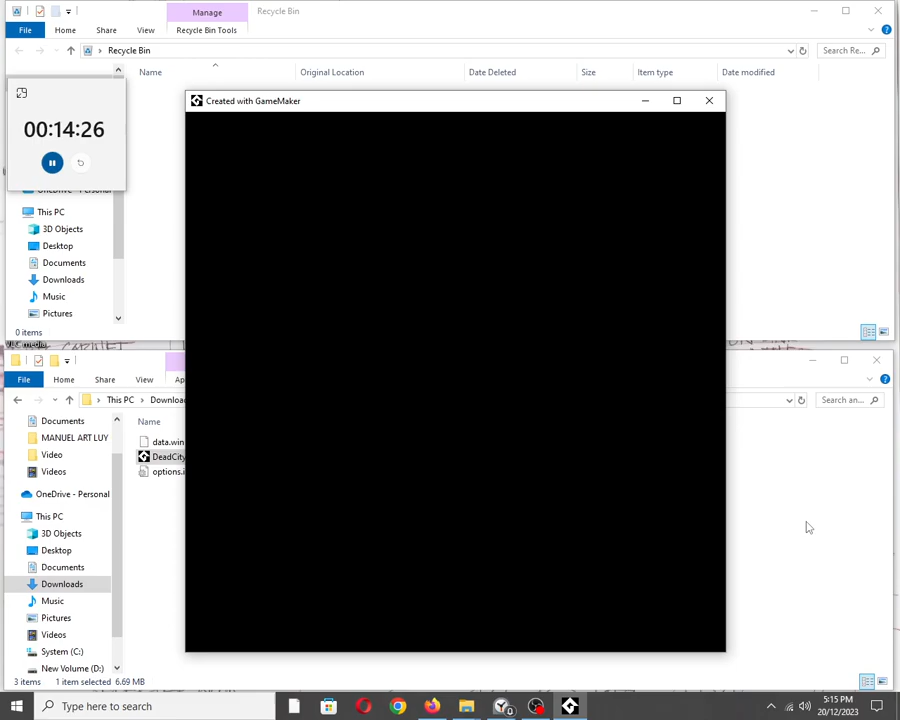 Manage
Recycle Bin
File
Home
Share
View
Recycle Bin Tools
Recycle Bin
Search Re...
Name
Original Location
Date Deleted
Size
Item type
Date modified
00:14:26
Created with GameMaker
OneDrive - Personal
This PC
3D Objects
Desktop
Documents
Downloads
Music
Pictures
0 items
File
Home
Share
View
This PC
Search an...
Documents
Name
MANUEL ART LUY
data.win
Video
DeadCity
Videos
OneDrive - Personal
This PC
3D Objects
Desktop
Documents
Downloads
Music
Pictures
Videos
System (C:)
New Volume (D:)
3 items
1 item selected 6.69 MB
Type here to search
0
5:15 PM
20/12/2023